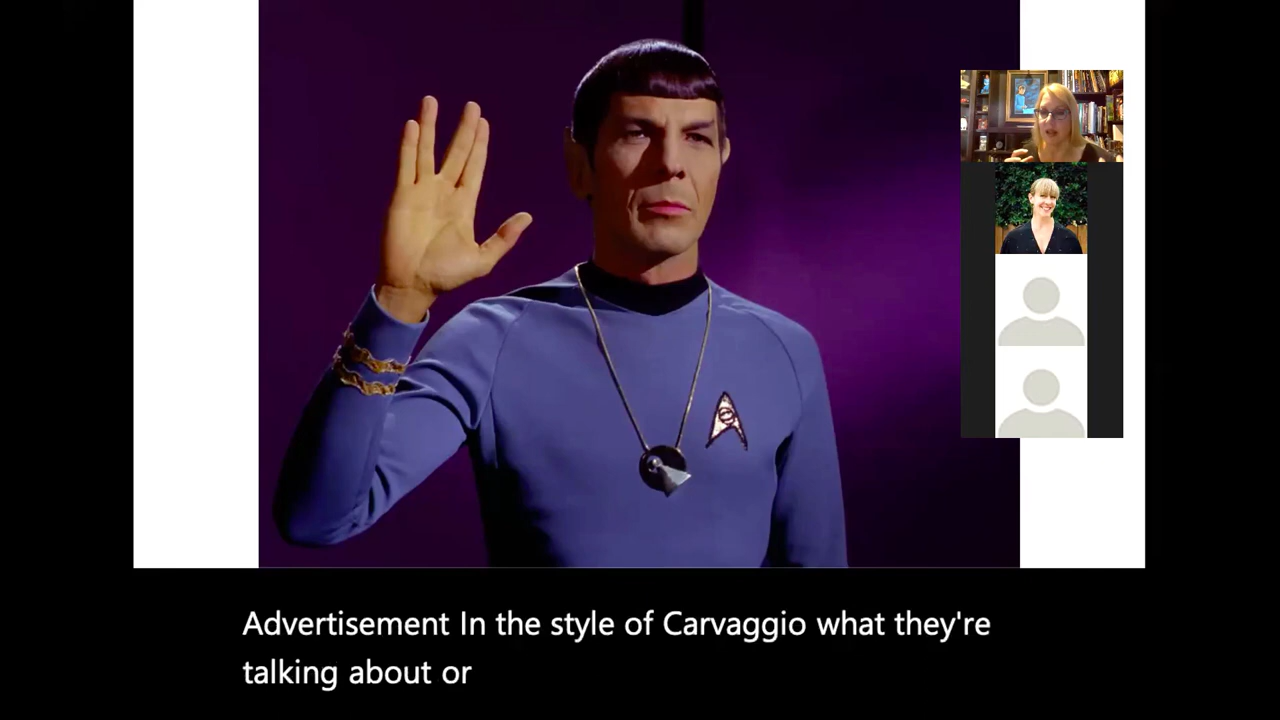 Advertisement In the style of Carvaggio what they're
talking about or